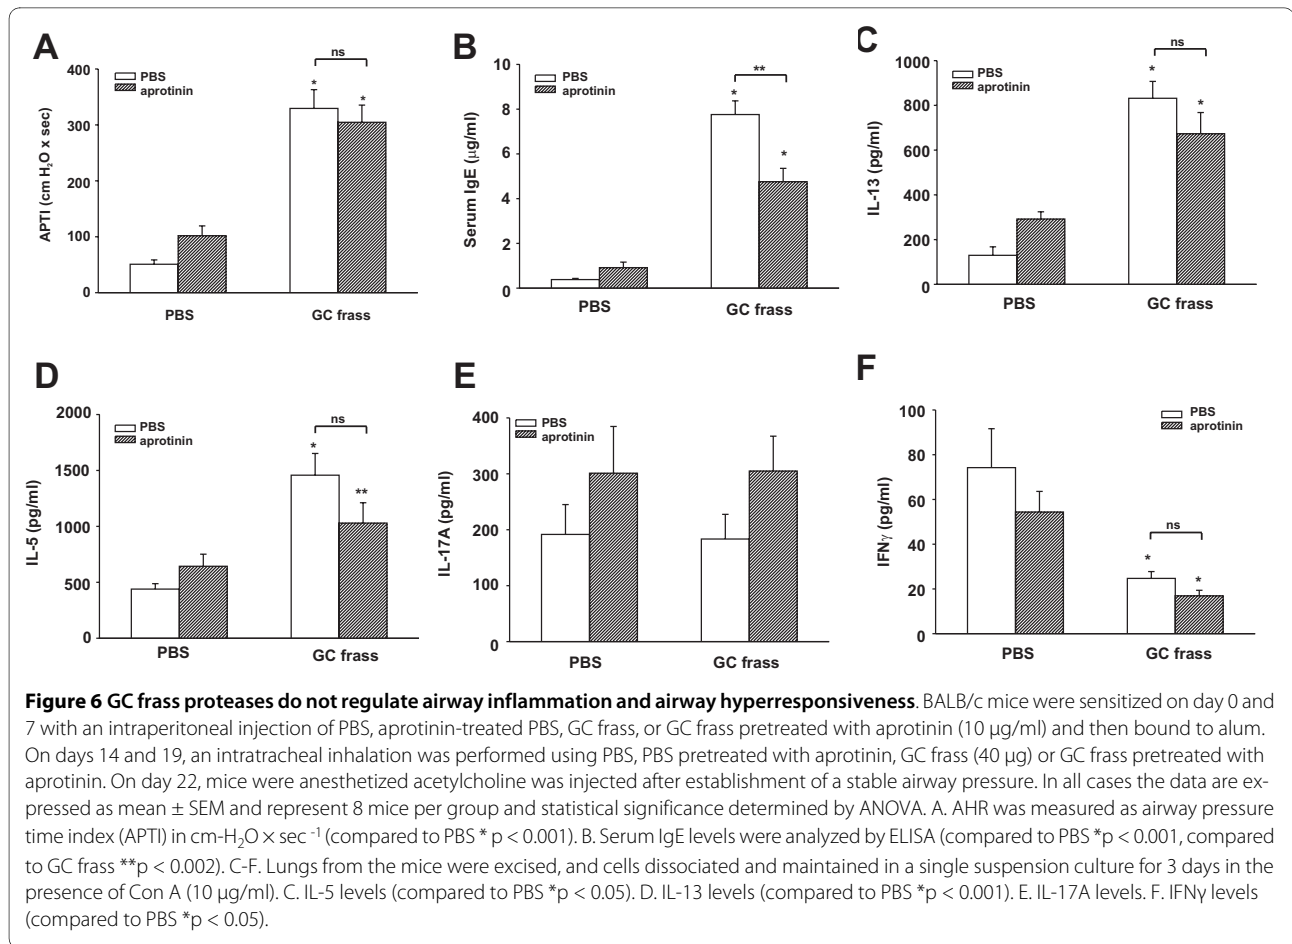 A
ns
400
PBS
aprotinin
*
*
300
200
100
0
APTI (cm H2O x sec)
PBS
GC frass
B
10
PBS
aprotinin
**
*
*
8
6
4
2
0
Serum IgE (μg/ml)
PBS
GC frass
C
ns
1000
PBS
aprotinin
*
*
800
600
400
200
0
IL-13 (pg/ml)
PBS
GC frass
D
2000
PBS
aprotinin
ns
*
**
1500
1000
500
0
IL-5 (pg/ml)
PBS
GC frass
E
400
PBS
aprotinin
300
200
100
0
IL-17A (pg/ml)
PBS
GC frass
F
100
PBS
aprotinin
80
60
40
20
0
ns
*
*
IFNγ (pg/ml)
PBS
GC frass
Figure 6 GC frass proteases do not regulate airway inflammation and airway hyperresponsiveness. BALB/c mice were sensitized on day 0 and
7 with an intraperitoneal injection of PBS, aprotinin-treated PBS, GC frass, or GC frass pretreated with aprotinin (10 μg/ml) and then bound to alum.
On days 14 and 19, an intratracheal inhalation was performed using PBS, PBS pretreated with aprotinin, GC frass (40 μg) or GC frass pretreated with
aprotinin. On day 22, mice were anesthetized acetylcholine was injected after establishment of a stable airway pressure. In all cases the data are ex-
pressed as mean ± SEM and represent 8 mice per group and statistical significance determined by ANOVA. A. AHR was measured as airway pressure
time index (APTI) in cm-H2O × sec -1 (compared to PBS * p < 0.001). B. Serum IgE levels were analyzed by ELISA (compared to PBS *p < 0.001, compared
to GC frass **p < 0.002). C-F. Lungs from the mice were excised, and cells dissociated and maintained in a single suspension culture for 3 days in the
presence of Con A (10 μg/ml). C. IL-5 levels (compared to PBS *p < 0.05). D. IL-13 levels (compared to PBS *p < 0.001). E. IL-17A levels. F. IFNγ levels
(compared to PBS *p < 0.05).